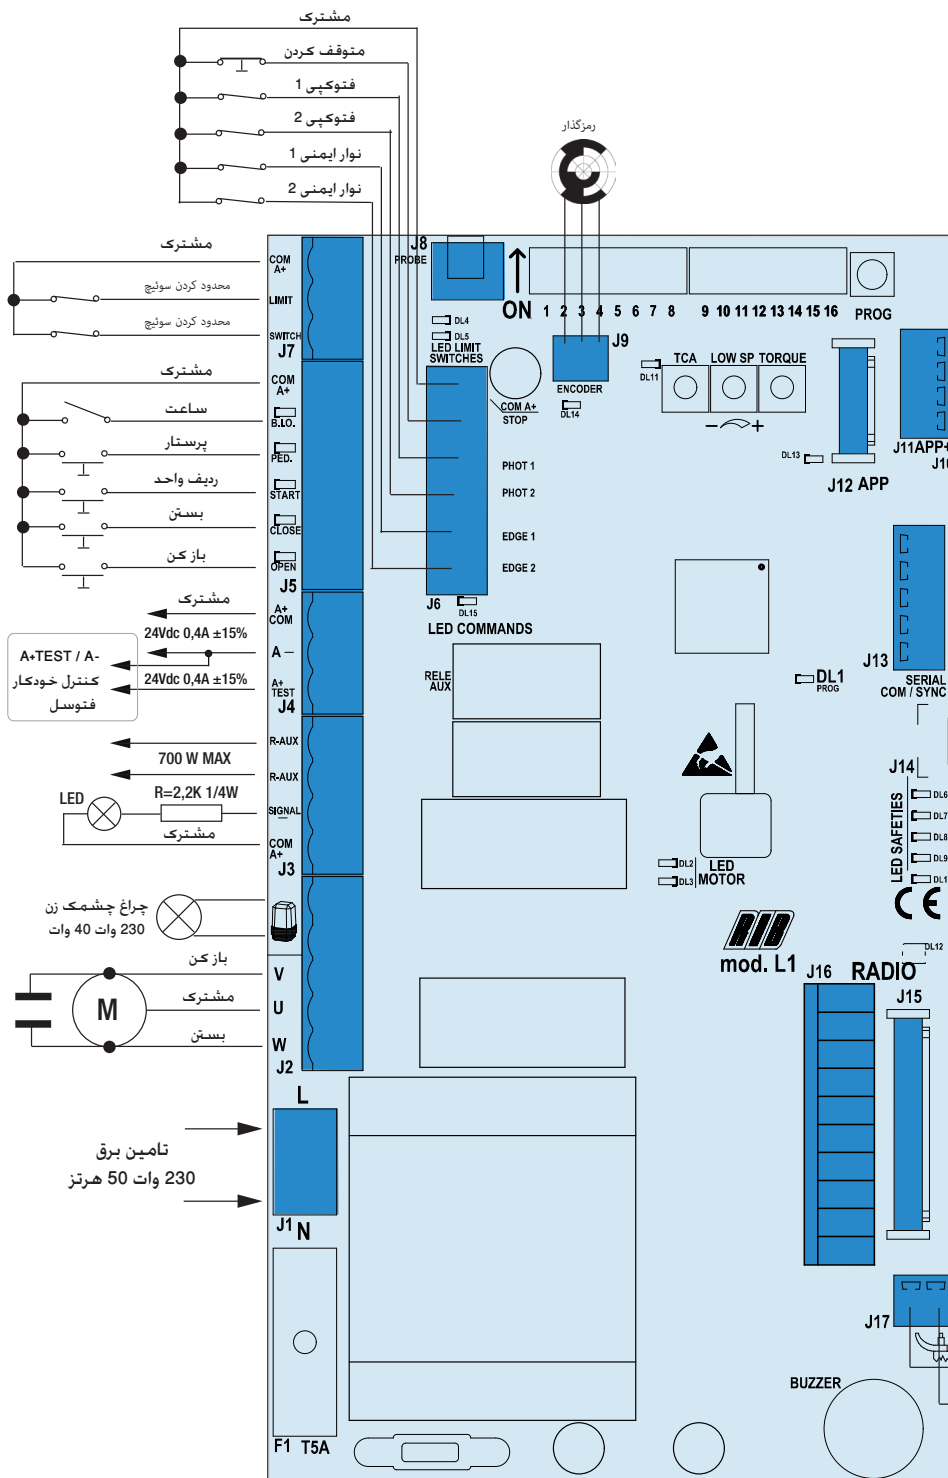 مشترک
متوقف کردن
فتوکپی 1
فتوکپی 2
نوار ایمنی 1
نوار ایمنی 2
رمزگذار
مشترک
COM A+
محدود کردن سوئیچ
LIMIT
محدود کردن سوئیچ
SWITCH
J7
J8
PROBE
ON
1 2 3 4 5 6 7 8
9 10 11 12 13 14 15 16
PROG
DL4
DL5
LED LIMIT
SWITCHES
J9
ENCODER
DL14
DL11
TCA
LOW SP
TORQUE
− +
DL13
J12 APP
J11 APP+
J10
مشترک
COM A+
ساعت
B.I.O.
پرستار
PED.
ردیف واحد
START
بستن
CLOSE
باز کن
OPEN
J5
COM A+
STOP
PHOT 1
PHOT 2
EDGE 1
EDGE 2
J6
DL15
LED COMMANDS
مشترک
A+ COM
24Vdc 0,4A ±15%
A −
A+TEST / A-
کنترل خودکار
فتوسل
24Vdc 0,4A ±15%
A+ TEST
J4
RELE
AUX
DL1
PROG
J13
SERIAL
COM / SYNC
R-AUX
700 W MAX
R-AUX
LED
R=2,2K 1/4W
SIGNAL
مشترک
COM A+
J3
J14
LED SAFETIES
DL6
DL7
DL8
DL9
DL1
DL2
DL3
LED
MOTOR
CE
چراغ چشمک زن
230 وات 40 وات
RIB
mod. L1
DL12
باز کن
V
M
مشترک
U
بستن
W
J2
J16
RADIO
J15
L
تامین برق
230 وات 50 هرتز
J1 N
J17
BUZZER
F1 T5A